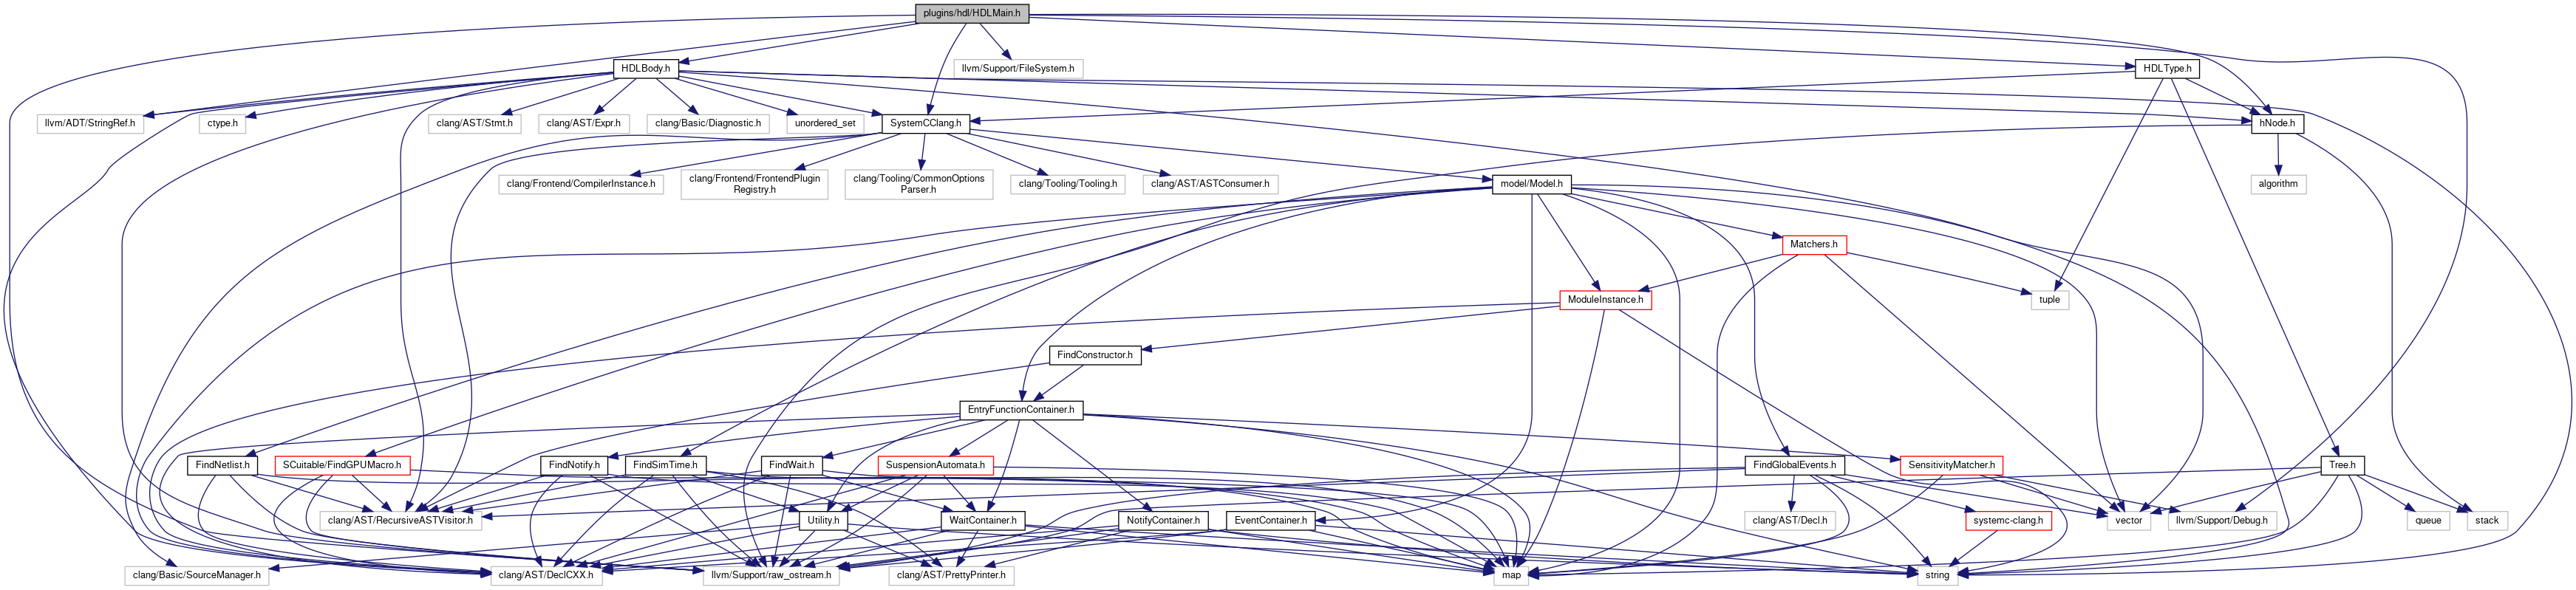 plugins/hdl/HDLMain.h
HDLBody.h
llvm/Support/FileSystem.h
HDLType.h
llvm/ADT/StringRef.h
ctype.h
clang/AST/Stmt.h
clang/AST/Expr.h
clang/Basic/Diagnostic.h
unordered_set
SystemCClang.h
hNode.h
clang/Frontend/CompilerInstance.h
clang/Frontend/FrontendPlugin
Registry.h
clang/Tooling/CommonOptions
Parser.h
clang/Tooling/Tooling.h
clang/AST/ASTConsumer.h
model/Model.h
algorithm
Matchers.h
ModuleInstance.h
tuple
FindConstructor.h
EntryFunctionContainer.h
FindNetlist.h
SCuitable/FindGPUMacro.h
FindNotify.h
FindSimTime.h
FindWait.h
SuspensionAutomata.h
FindGlobalEvents.h
SensitivityMatcher.h
Tree.h
clang/AST/RecursiveASTVisitor.h
Utility.h
WaitContainer.h
NotifyContainer.h
EventContainer.h
clang/AST/Decl.h
systemc-clang.h
vector
llvm/Support/Debug.h
queue
stack
clang/Basic/SourceManager.h
clang/AST/DeclCXX.h
llvm/Support/raw_ostream.h
clang/AST/PrettyPrinter.h
map
string